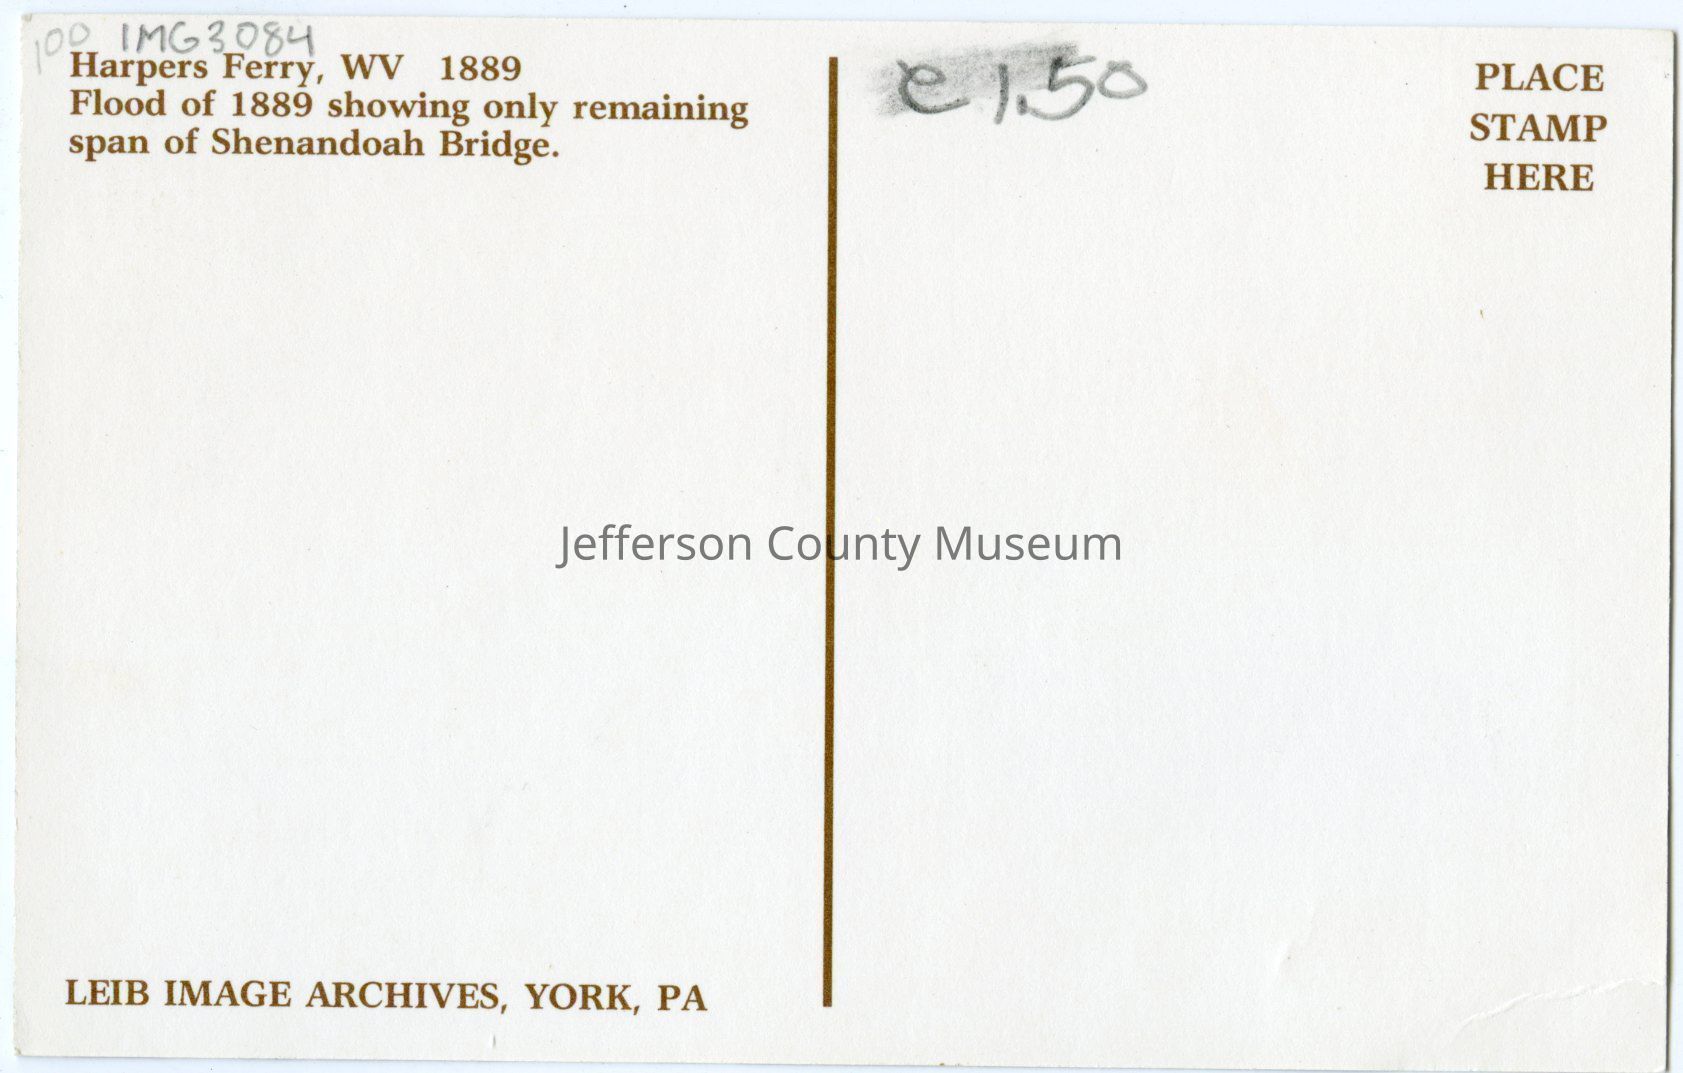 100 IMG3084
Harpers Ferry, WV 1889
Flood of 1889 showing only remaining
span of Shenandoah Bridge.
e 1.50
PLACE
STAMP
HERE
Jefferson County Museum
LEIB IMAGE ARCHIVES, YORK, PA